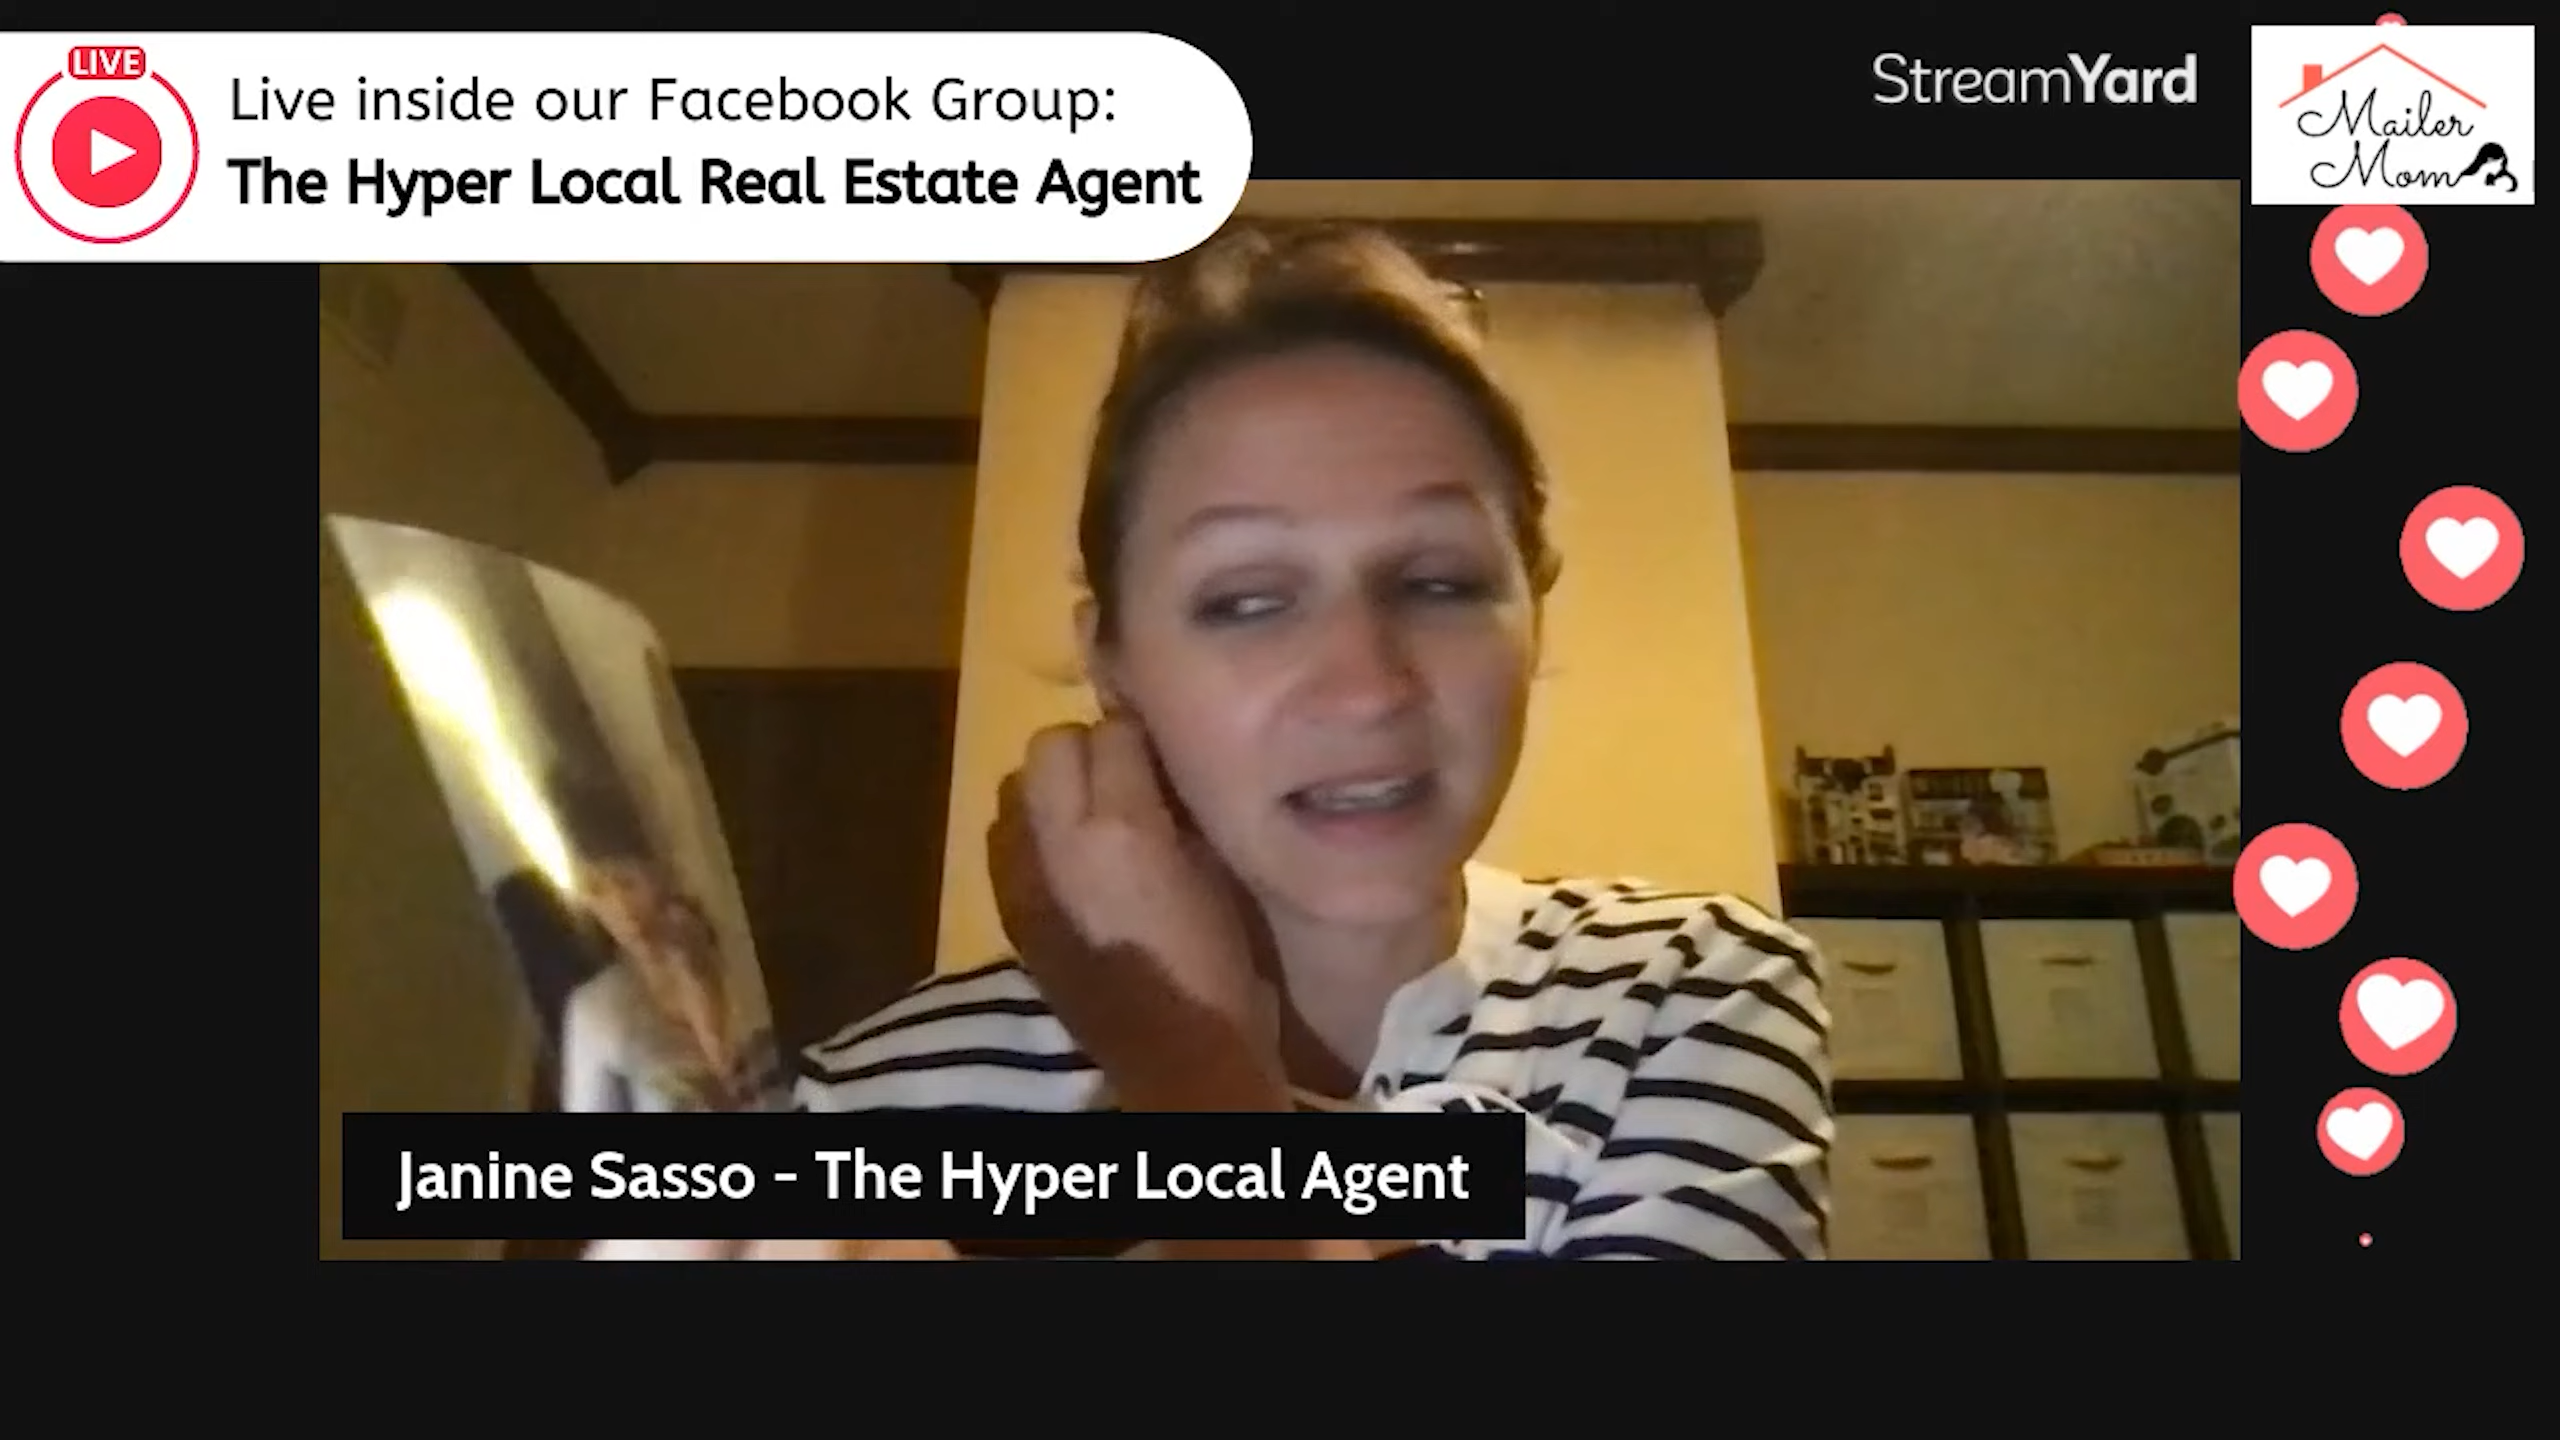 LIVE
Live inside our Facebook Group:
The Hyper Local Real Estate Agent
StreamYard
Mailer
Mom
Janine Sasso - The Hyper Local Agent